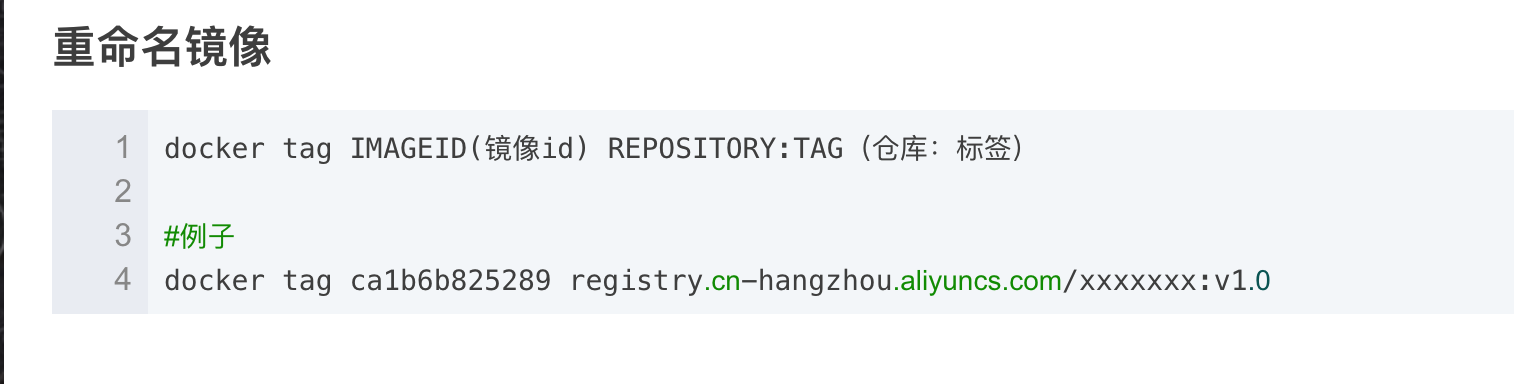 重命名镜像
1 docker tag IMAGEID(镜像id) REPOSITORY:TAG（仓库：标签）
2
3 #例子
4 docker tag ca1b6b825289 registry.cn-hangzhou.aliyuncs.com/xxxxxxx:v1.0